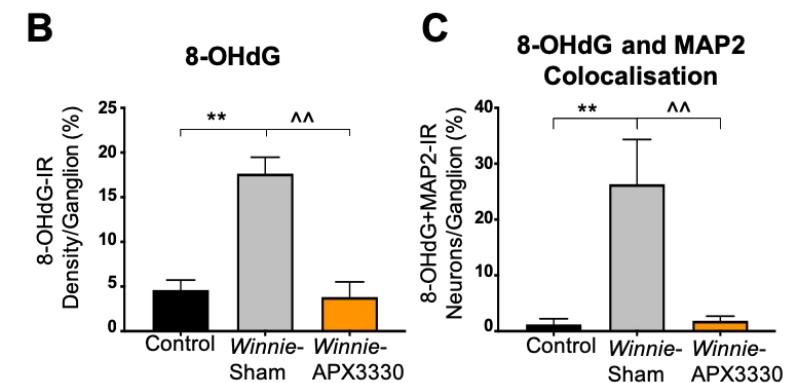 B
8-OHdG
8-OHdG-IR
Density/Ganglion (%)
25
20
15
10
5
0
** ^^
Control Winnie- Winnie-
Sham APX3330
C
8-OHdG and MAP2
Colocalisation
8-OHdG+MAP2-IR
Neurons/Ganglion (%)
40
30
20
10
0
** ^^
Control Winnie- Winnie-
Sham APX3330